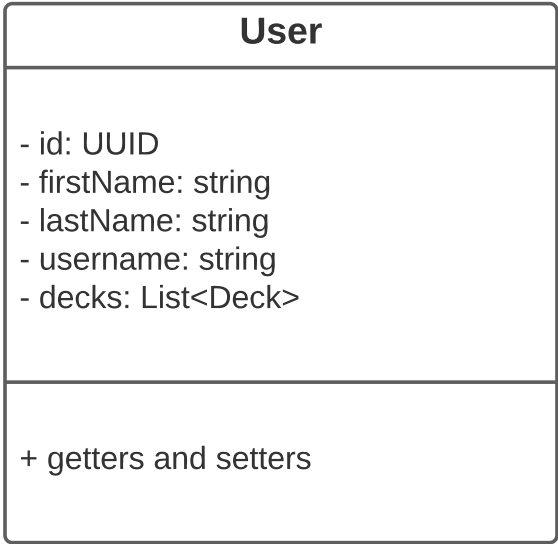 User
- id: UUID
- firstName: string
- lastName: string
- username: string
- decks: List<Deck>
+ getters and setters